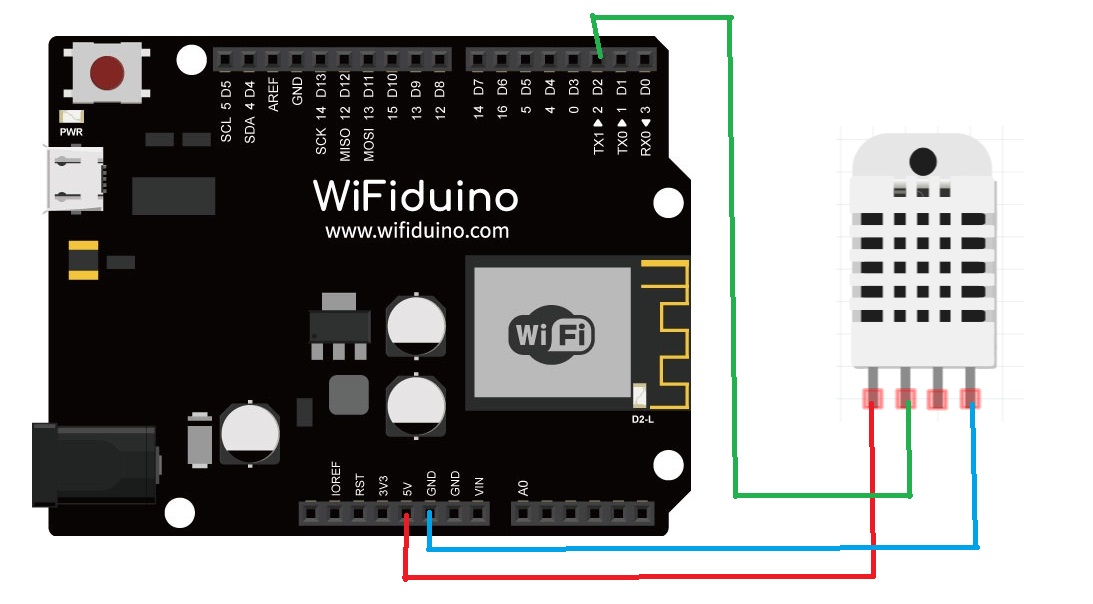 SCL 5 D5
SDA 4 D4
AREF
GND
SCK 14 D13
MISO 12 D12
MOSI 13 D11
15 D10
13 D9
12 D8
14 D7
16 D6
5 D5
4 D4
0 D3
TX1 ▶ 2 D2
TX0 ▶ 1 D1
RX0 ◀ 3 D0
PWR
WiFiduino
www.wifiduino.com
WiFi
D2-L
IOREF
RST
3V3
5V
GND
GND
VIN
A0